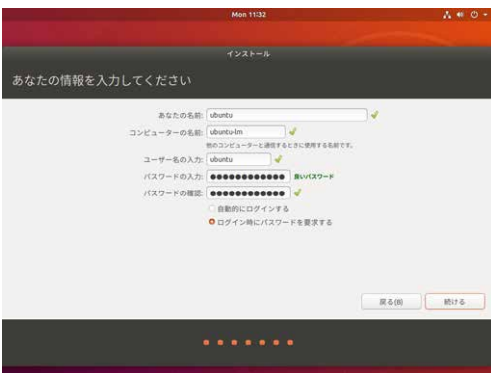 Mon 11:32
インストール
あなたの情報を入力してください
あなたの名前: ubuntu
コンピューターの名前: ubuntu-lm
他のコンピューターと通信するときに使用する名前です。
ユーザー名の入力: ubuntu
パスワードの入力: ●●●●●●●●●●●● 良いパスワード
パスワードの確認: ●●●●●●●●●●●●
自動的にログインする
ログイン時にパスワードを要求する
戻る(B) 続ける